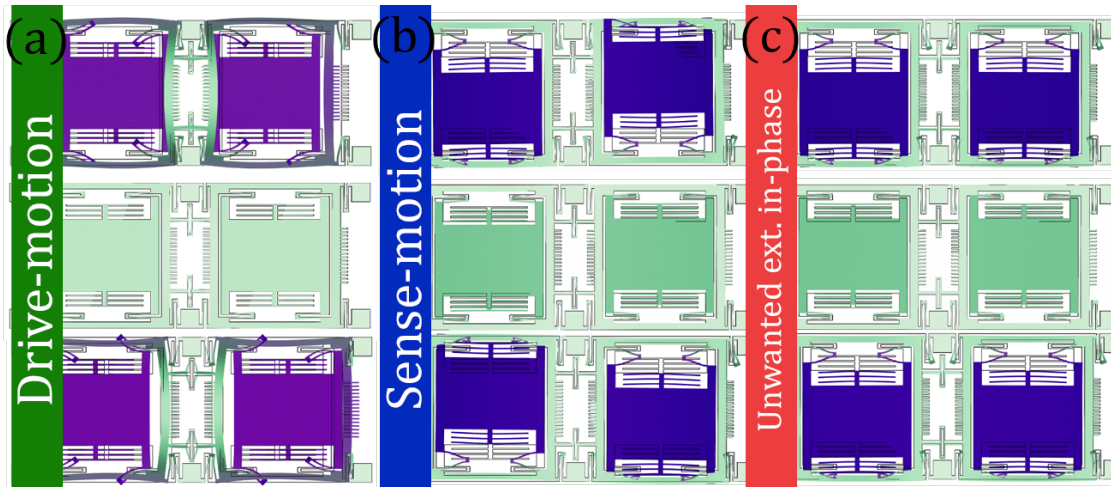 (a)
Drive-motion
(b)
Sense-motion
(c)
Unwanted ext. in-phase